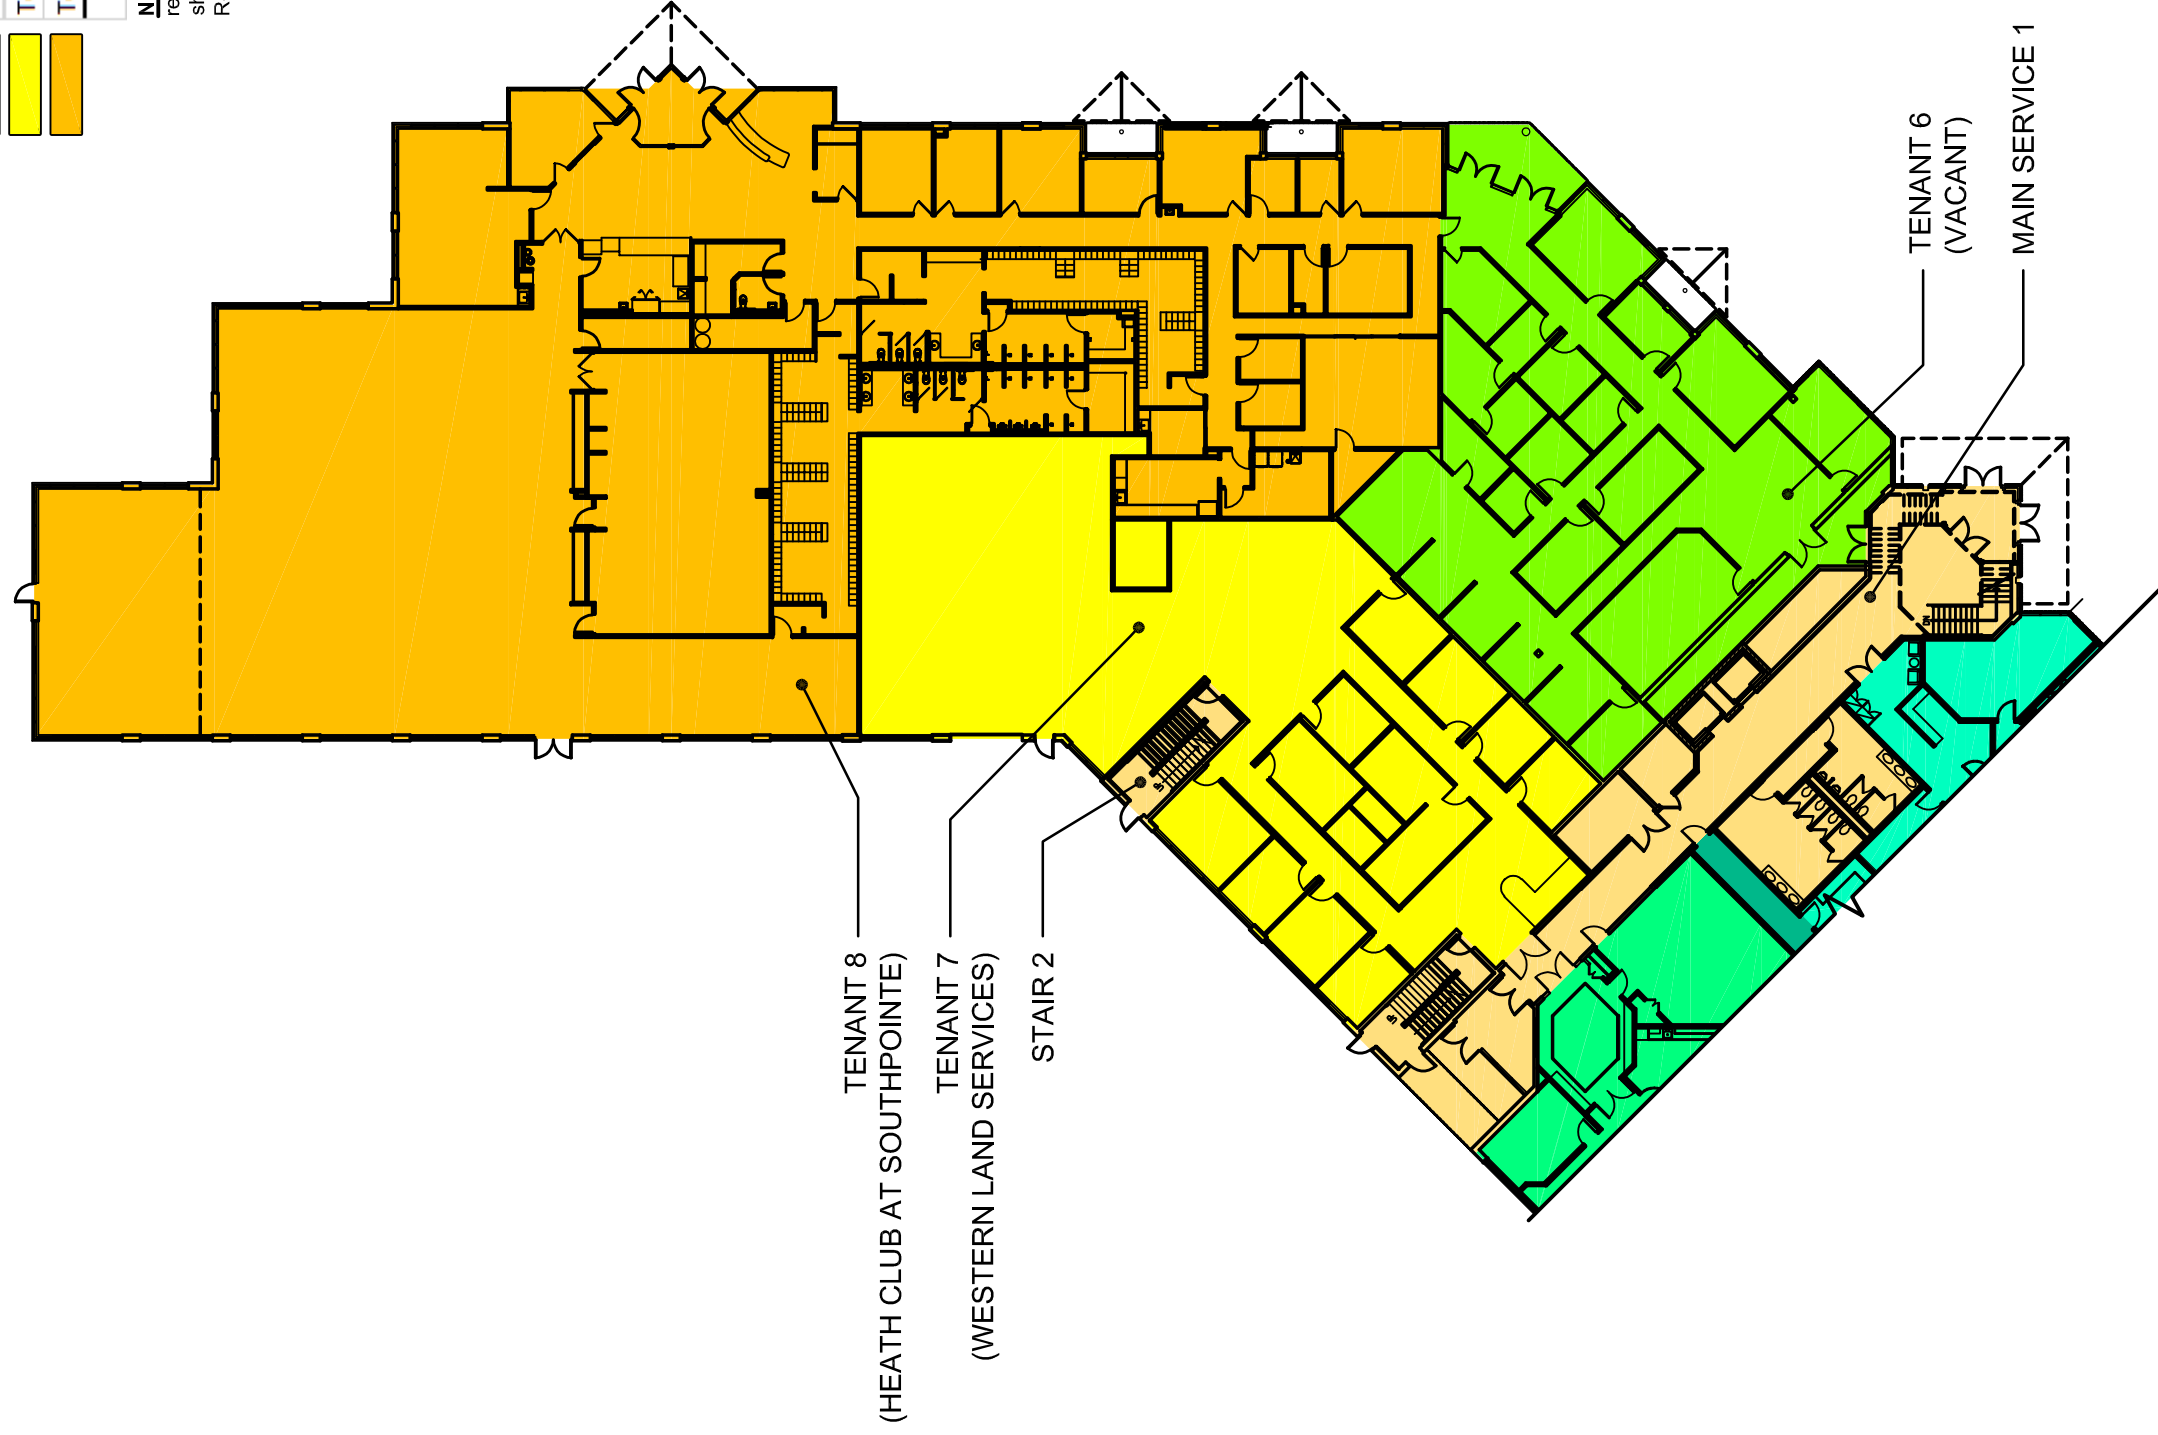 TENANT 8
(HEATH CLUB AT SOUTHPOINTE)
TENANT 7
(WESTERN LAND SERVICES)
STAIR 2
TENANT 6
(VACANT)
MAIN SERVICE 1